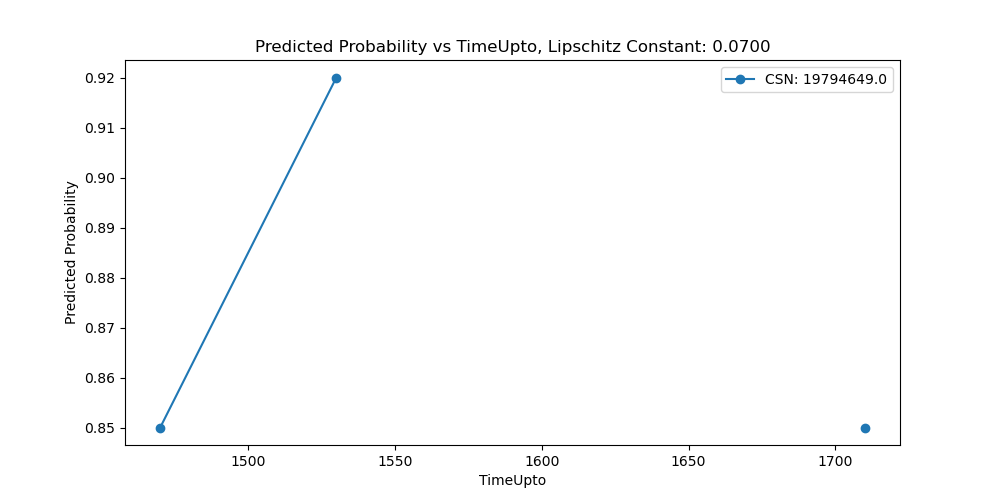 Predicted Probability vs TimeUpto, Lipschitz Constant: 0.0700
CSN: 19794649.0
Predicted Probability
0.92
0.91
0.90
0.89
0.88
0.87
0.86
0.85
1500 1550 1600 1650 1700
TimeUpto